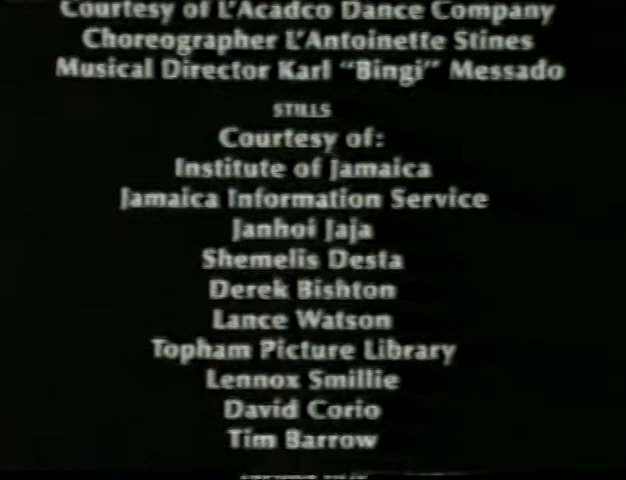 Courtesy of L'Acadco Dance Company
Choreographer L'Antoinette Stines
Musical Director Karl "Bingi" Messado
STILLS
Courtesy of:
Institute of Jamaica
Jamaica Information Service
Janhoi Jaja
Shemelis Desta
Derek Bishton
Lance Watson
Topham Picture Library
Lennox Smillie
David Corio
Tim Barrow